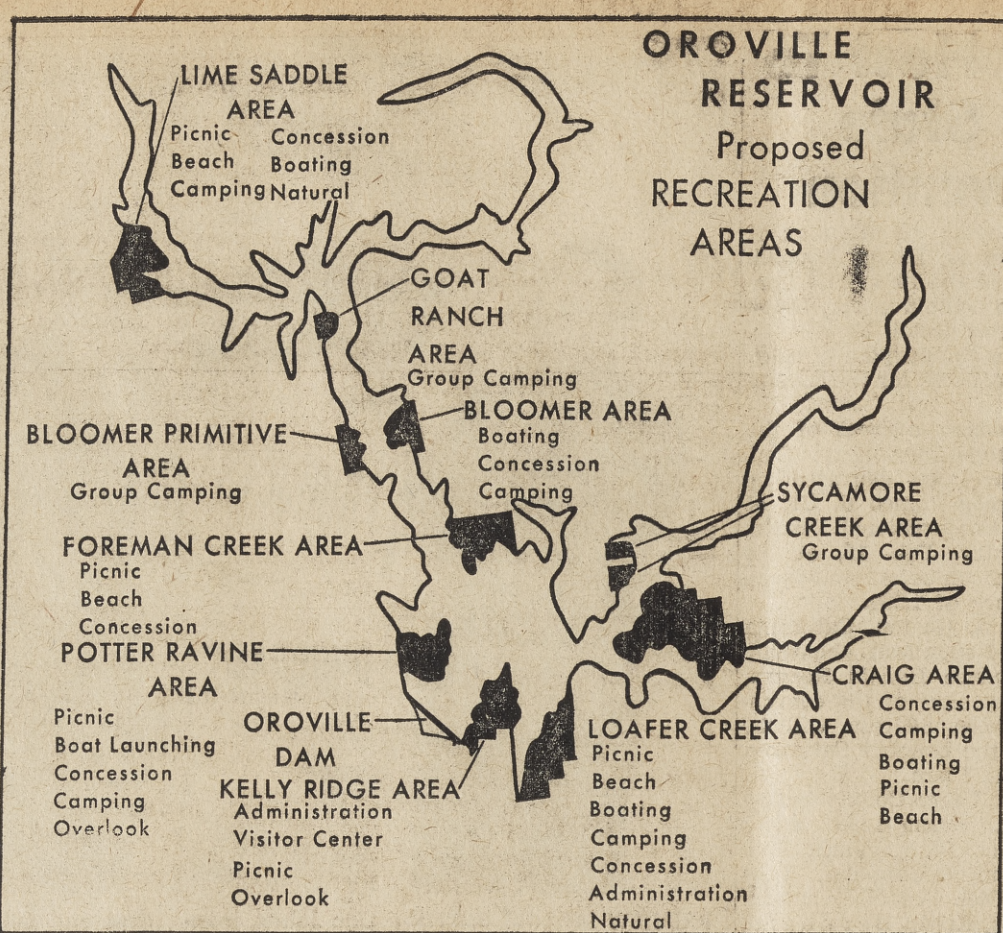 OROVILLE
RESERVOIR
Proposed
RECREATION
AREAS
LIME SADDLE
AREA
Picnic Concession
Beach Boating
Camping Natural
GOAT
RANCH
AREA
Group Camping
BLOOMER AREA
Boating
Concession
Camping
BLOOMER PRIMITIVE
AREA
Group Camping
SYCAMORE
CREEK AREA
Group Camping
FOREMAN CREEK AREA
Picnic
Beach
Concession
POTTER RAVINE
AREA
Picnic
Boat Launching
Concession
Camping
Overlook
OROVILLE
DAM
KELLY RIDGE AREA
Administration
Visitor Center
Picnic
Overlook
LOAFER CREEK AREA
Picnic
Beach
Boating
Camping
Concession
Administration
Natural
CRAIG AREA
Concession
Camping
Boating
Picnic
Beach